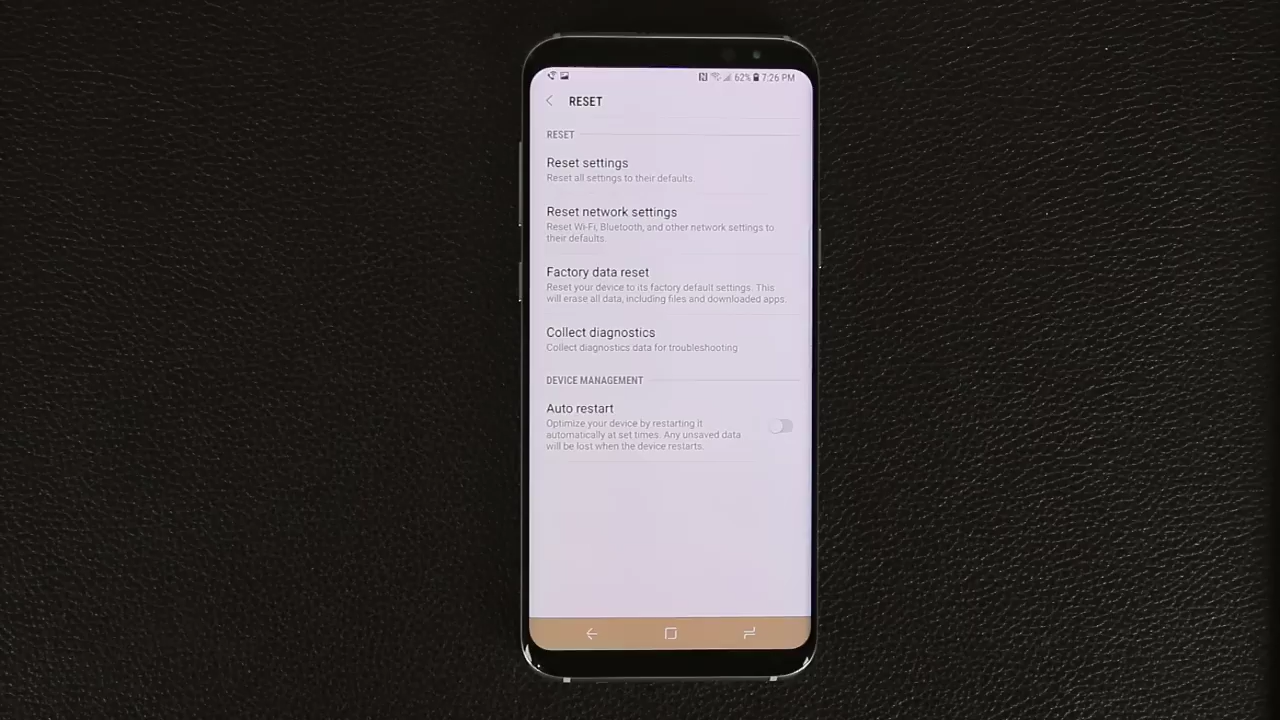 62% 7:26 PM
RESET
RESET
Reset settings
Reset all settings to their defaults.
Reset network settings
Reset Wi-Fi, Bluetooth, and other network settings to
their defaults.
Factory data reset
Reset your device to its factory default settings. This
will erase all data, including files and downloaded apps.
Collect diagnostics
Collect diagnostics data for troubleshooting
DEVICE MANAGEMENT
Auto restart
Optimize your device by restarting it
automatically at set times. Any unsaved data
will be lost when the device restarts.